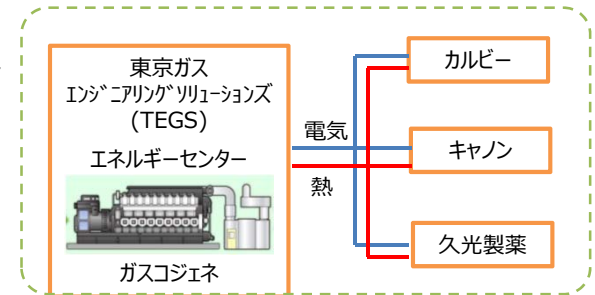 東京ガス
ｴﾝｼﾞﾆｱﾘﾝｸﾞｿﾘｭｰｼｮﾝｽﾞ
(TEGS)
エネルギーセンター
ガスコジェネ
電気
熱
カルビー
キャノン
久光製薬